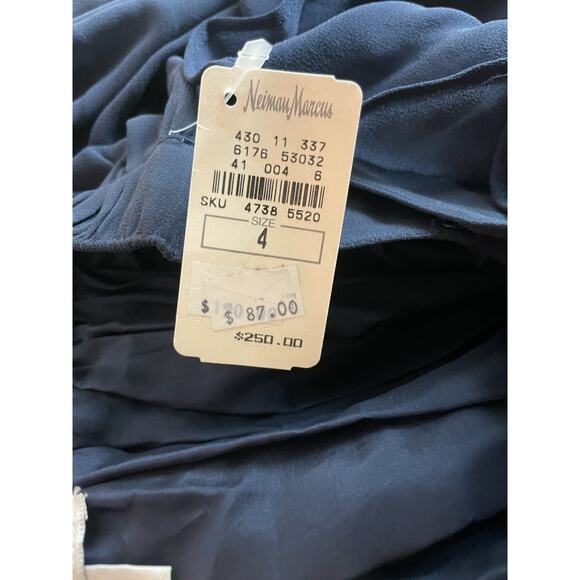 Neiman Marcus
430 11 337
6176 53032
41 004 6
SKU 4738 5520
SIZE
4
$ 87.00
$250.00